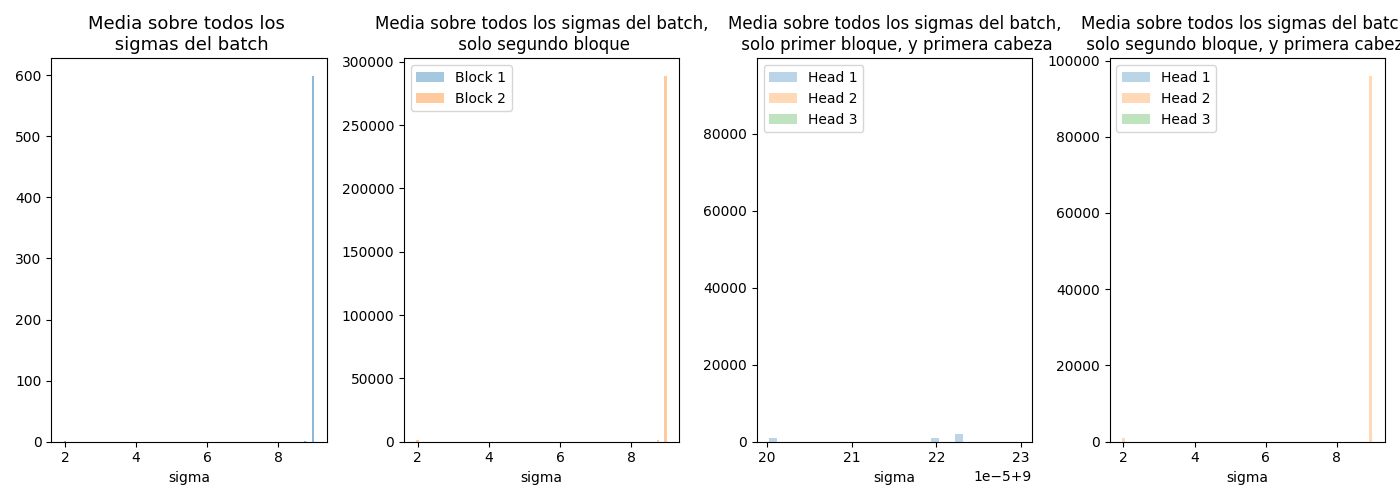 Media sobre todos los
sigmas del batch
600
500
400
300
200
100
0
2 4 6 8
sigma
Media sobre todos los sigmas del batch,
solo segundo bloque
300000
250000
200000
150000
100000
50000
0
Block 1
Block 2
2 4 6 8
sigma
Media sobre todos los sigmas del batch,
solo primer bloque, y primera cabeza
80000
60000
40000
20000
0
Head 1
Head 2
Head 3
20 21 22 23
1e−5+9
sigma
Media sobre todos los sigmas del batc
solo segundo bloque, y primera cabez
100000
80000
60000
40000
20000
0
Head 1
Head 2
Head 3
2 4 6 8
sigma